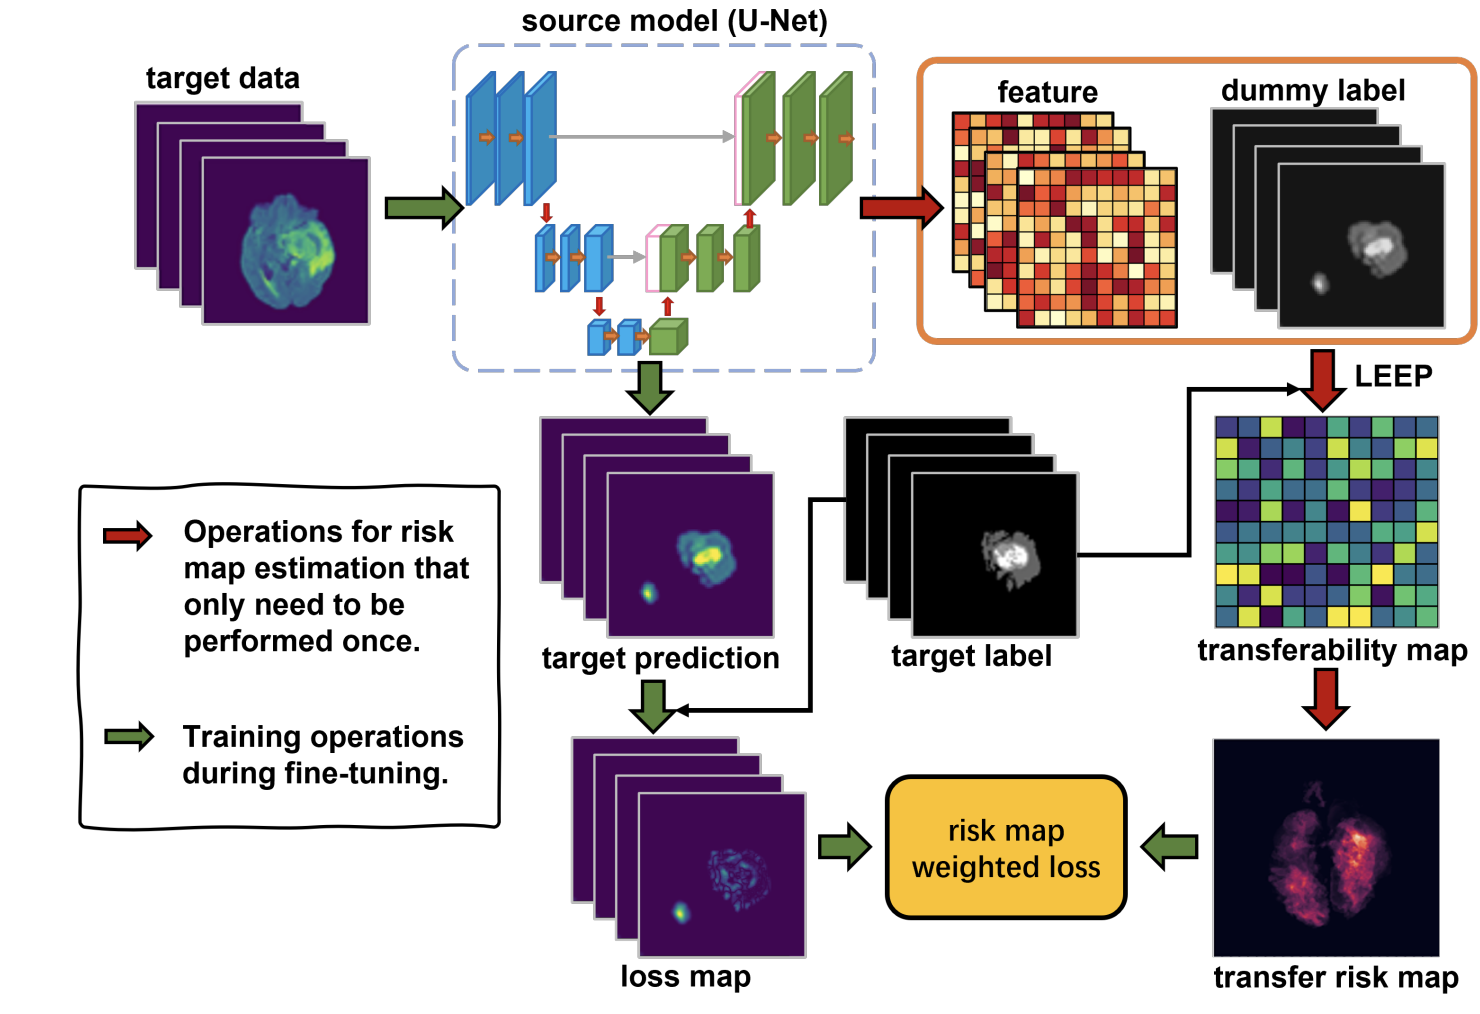 source model (U-Net)
target data
feature
dummy label
LEEP
Operations for risk
map estimation that
only need to be
performed once.
Training operations
during fine-tuning.
target prediction
target label
transferability map
risk map
weighted loss
loss map
transfer risk map